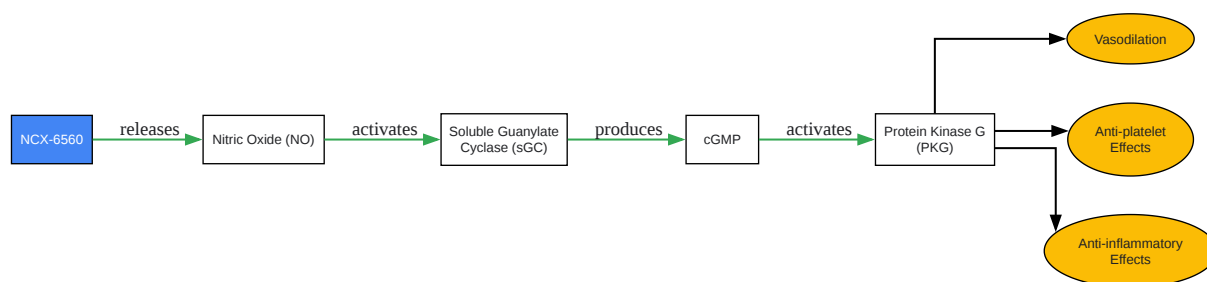 Vasodilation
NCX-6560
releases
Nitric Oxide (NO)
activates
Soluble Guanylate
Cyclase (sGC)
produces
cGMP
activates
Protein Kinase G
(PKG)
Anti-platelet
Effects
Anti-inflammatory
Effects